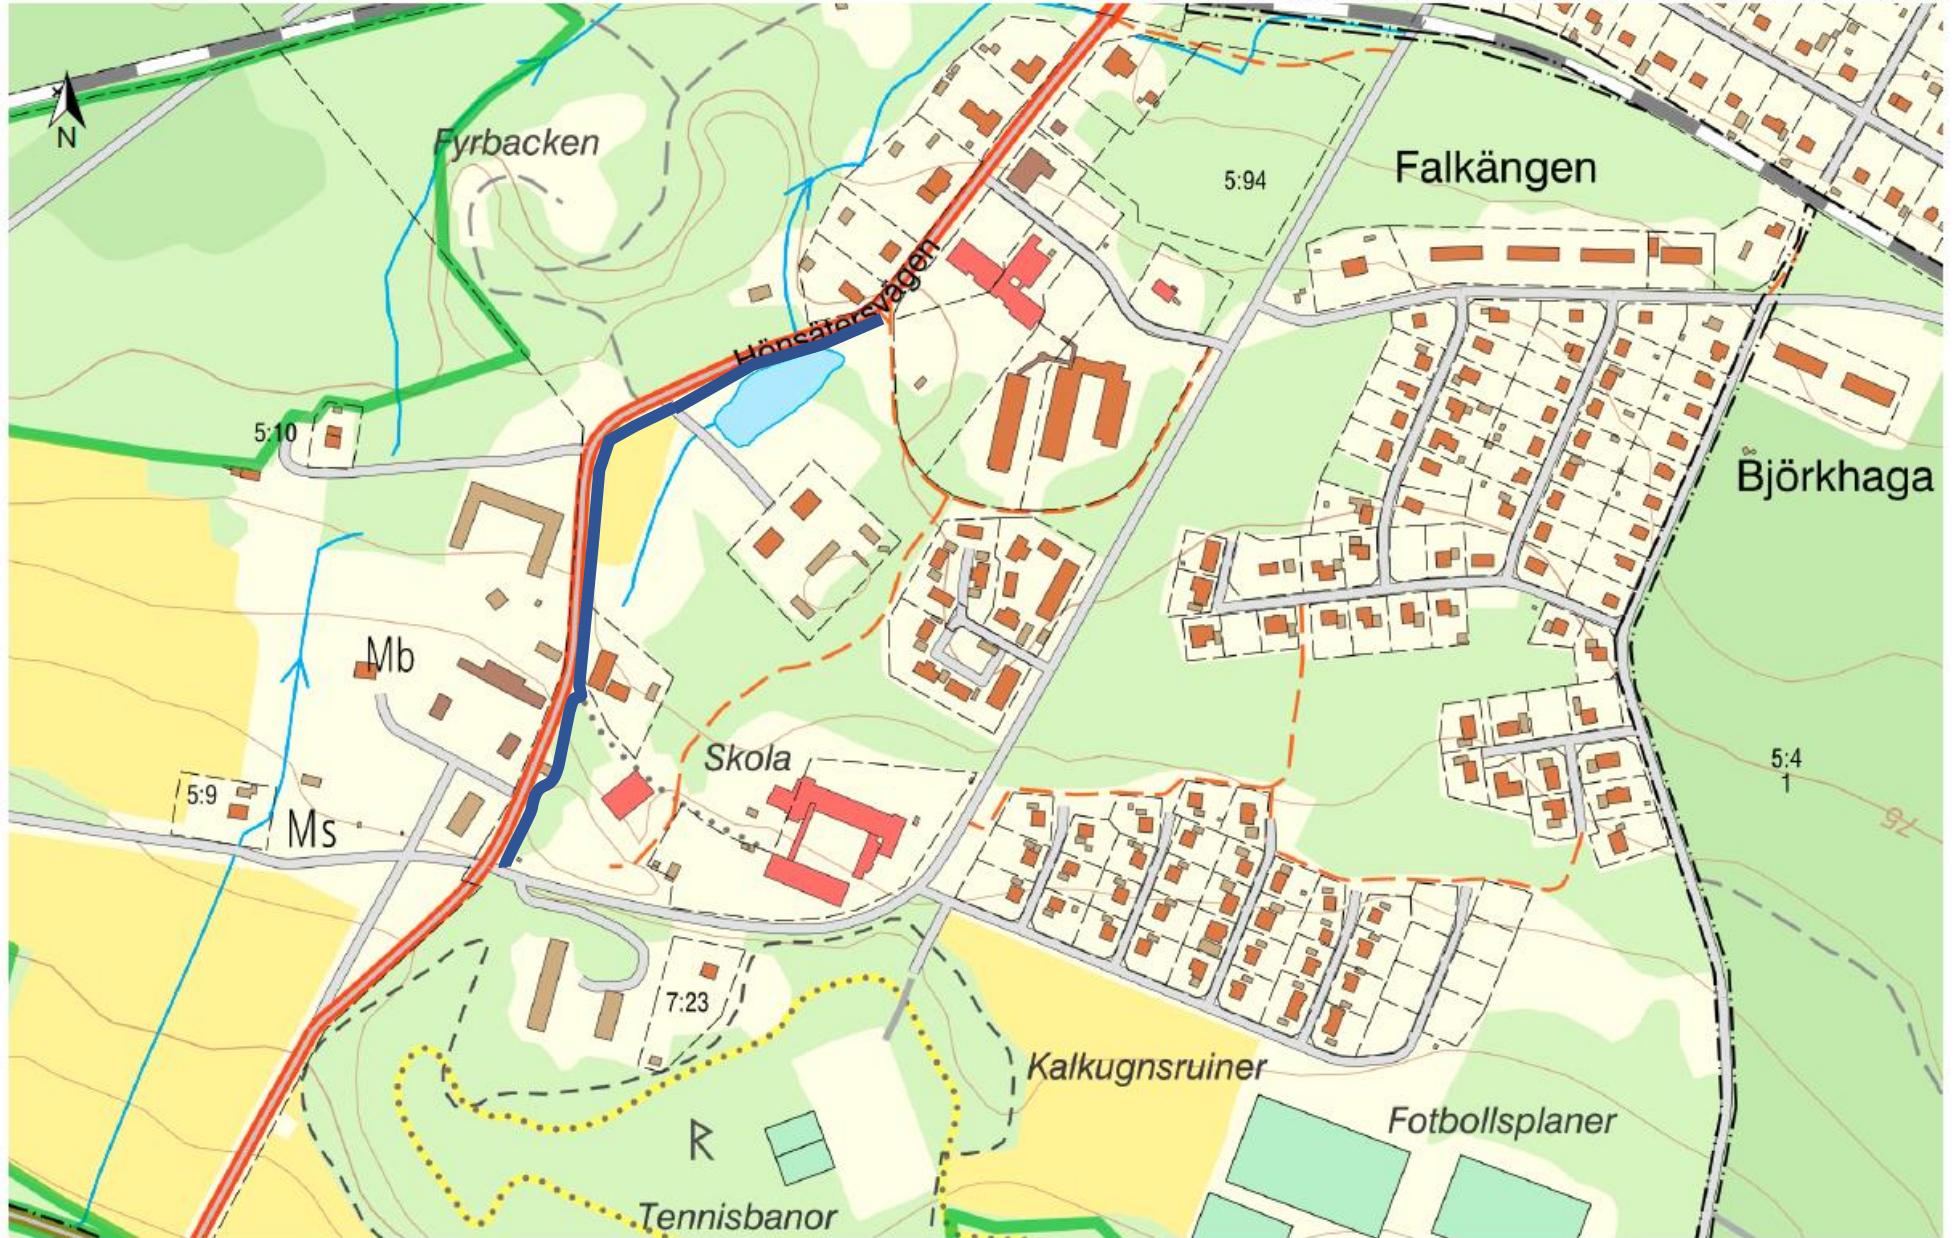 N
Fyrbacken
Falkängen
5:94
Hönsätersvägen
5:10
Björkhaga
Mb
Skola
5:4
1
5:9
Ms
75
7:23
Kalkugnsruiner
R
Fotbollsplaner
Tennisbanor